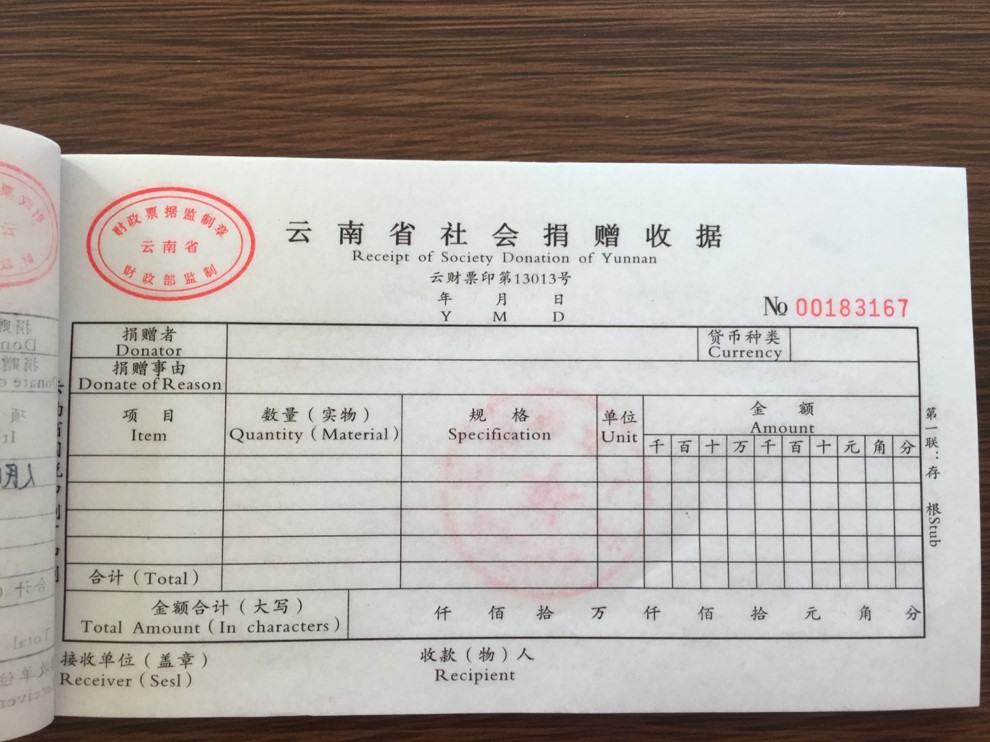 财政票据监制章
云南省
财政部监制
云南省社会捐赠收据
Receipt of Society Donation of Yunnan
云财票印第13013号
年 月 日
Y M D
№ 00183167
捐赠者
Donator
货币种类
Currency
捐赠事由
Donate of Reason
项目
Item
数量(实物)
Quantity(Material)
规格
Specification
单位
Unit
金额
Amount
千 百 十 万 千 百 十 元 角 分
合计(Total)
金额合计(大写)
Total Amount(In characters)
仟 佰 拾 万 仟 佰 拾 元 角 分
接收单位(盖章)
Receiver(Sesl)
收款(物)人
Recipient
第一联:存根Stub